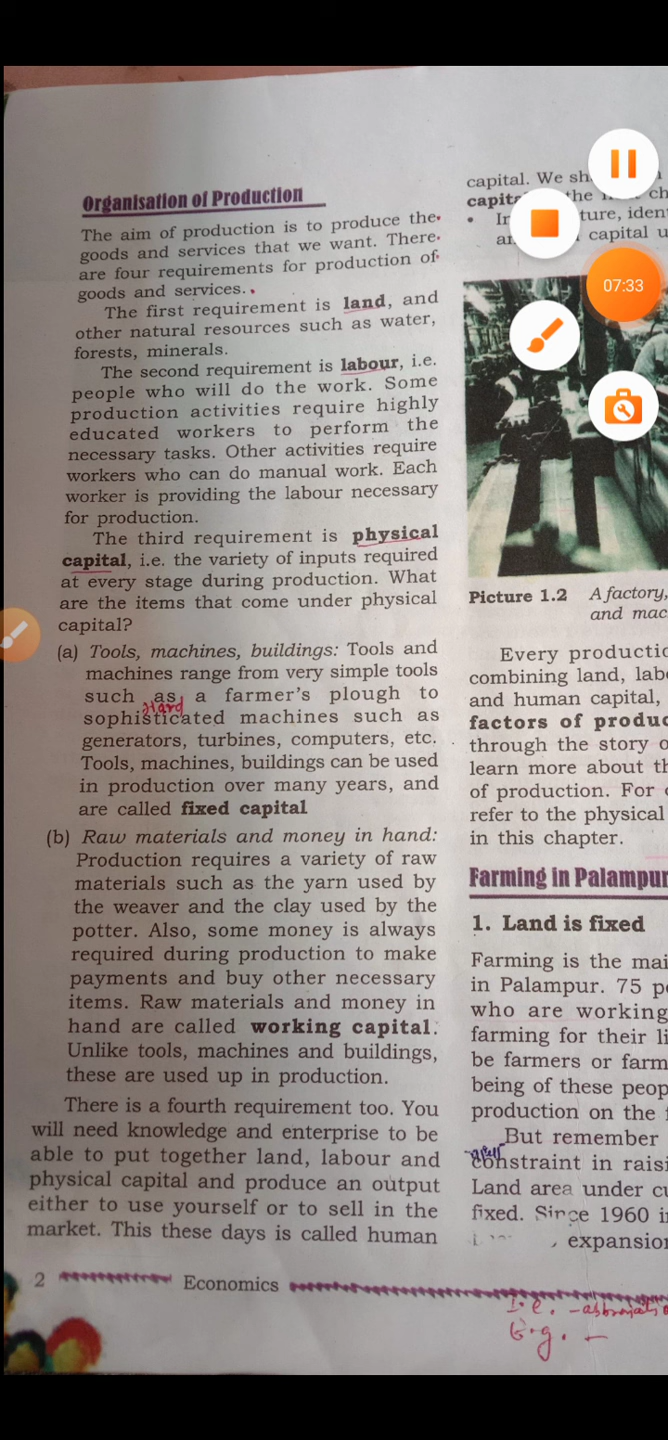 Organisation of Production
The aim of production is to produce the
goods and services that we want. There
are four requirements for production of
goods and services.
The first requirement is land, and
other natural resources such as water,
forests, minerals.
The second requirement is labour, i.e.
people who will do the work. Some
production activities require highly
educated workers to perform the
necessary tasks. Other activities require
workers who can do manual work. Each
worker is providing the labour necessary
for production.
The third requirement is physical
capital, i.e. the variety of inputs required
at every stage during production. What
are the items that come under physical
capital?
(a) Tools, machines, buildings: Tools and
machines range from very simple tools
such as a farmer's plough to
Hard
sophisticated machines such as
generators, turbines, computers, etc.
Tools, machines, buildings can be used
in production over many years, and
are called fixed capital
(b) Raw materials and money in hand:
Production requires a variety of raw
materials such as the yarn used by
the weaver and the clay used by the
potter. Also, some money is always
required during production to make
payments and buy other necessary
items. Raw materials and money in
hand are called working capital.
Unlike tools, machines and buildings,
these are used up in production.
There is a fourth requirement too. You
will need knowledge and enterprise to be
able to put together land, labour and
physical capital and produce an output
either to use yourself or to sell in the
market. This these days is called human
2 Economics
capital. We
the
capital u
07:33
Picture 1.2 A factory,
and mac
Every productio
combining land, lab
and human capital,
factors of produc
through the story o
learn more about th
of production. For
refer to the physical
in this chapter.
Farming in Palampur
1. Land is fixed
Farming is the mai
in Palampur. 75 p
who are working
farming for their li
be farmers or farm
being of these peop
production on the
But remember
constraint in raisi
Land area under cu
fixed. Since 1960 i
expansion
I.e. -
E.g. -